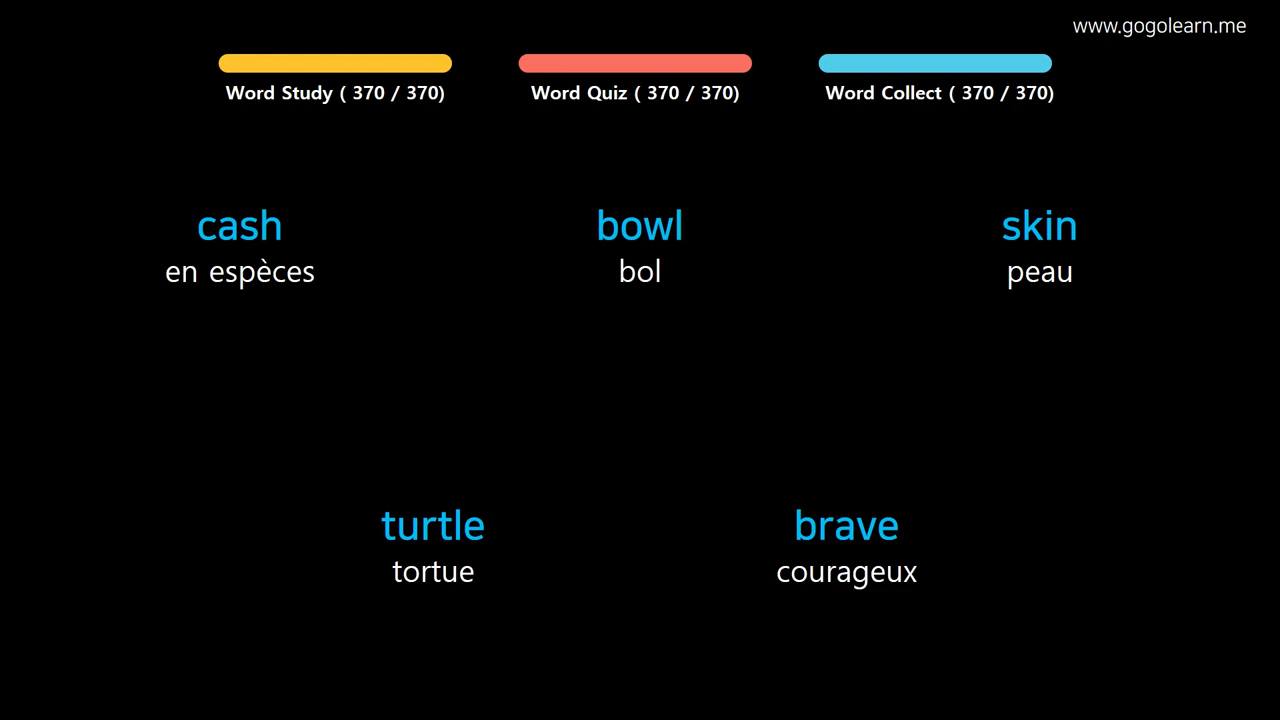 www.gogolearn.me
Word Study ( 370 / 370)
Word Quiz ( 370 / 370)
Word Collect ( 370 / 370)
cash
en espèces
bowl
bol
skin
peau
turtle
tortue
brave
courageux